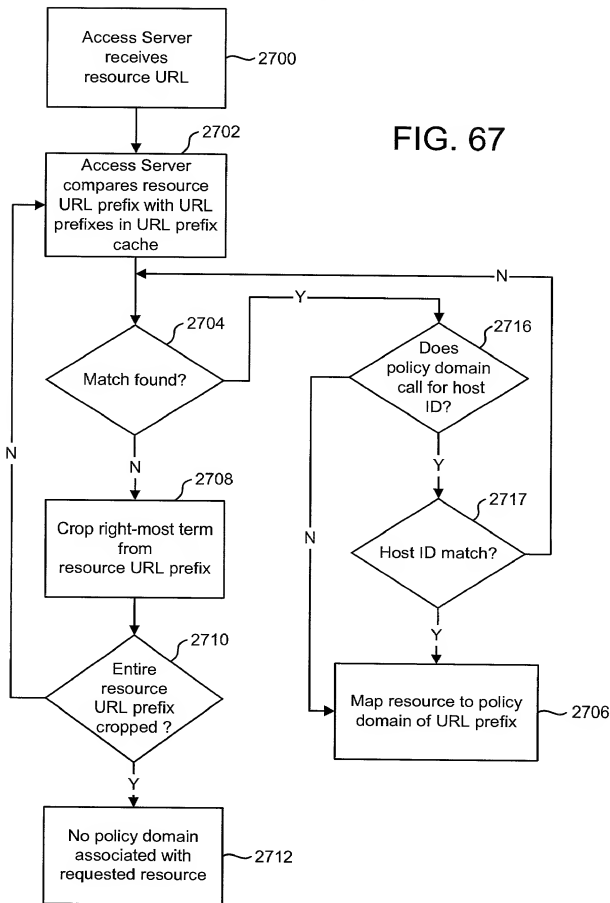 Access Server
receives
resource URL
2700
FIG. 67
2702
Access Server
compares resource
URL prefix with URL
prefixes in URL prefix
cache
N
Y
2704
Match found?
2716
Does
policy domain
call for host
ID?
N
N
Y
2708
Crop right-most term
from
resource URL prefix
2717
Host ID match?
N
2710
Entire
resource
URL prefix
cropped ?
Y
Map resource to policy
domain of URL prefix
2706
Y
No policy domain
associated with
requested resource
2712